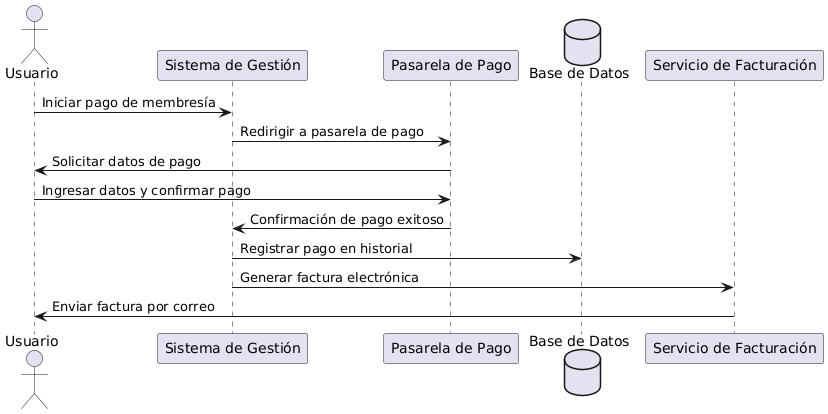 Usuario
Sistema de Gestión
Pasarela de Pago
Base de Datos
Servicio de Facturación
Iniciar pago de membresía
Redirigir a pasarela de pago
Solicitar datos de pago
Ingresar datos y confirmar pago
Confirmación de pago exitoso
Registrar pago en historial
Generar factura electrónica
Enviar factura por correo
Usuario
Sistema de Gestión
Pasarela de Pago
Base de Datos
Servicio de Facturación